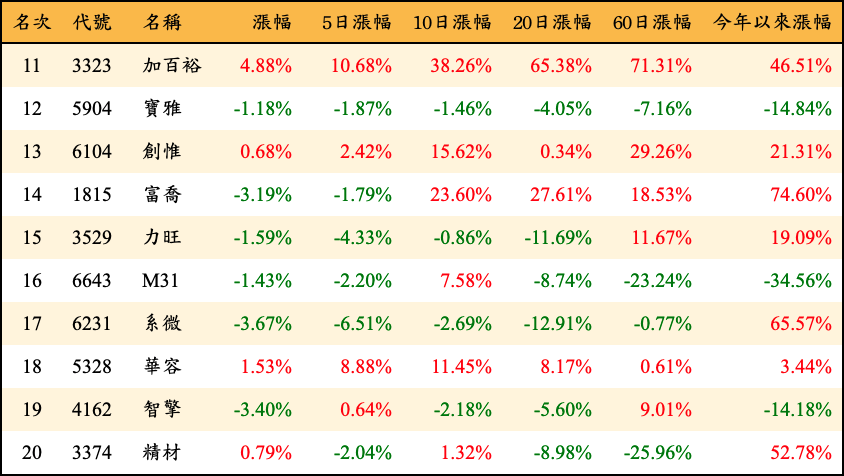 名次 代號 名稱 漲幅 5日漲幅 10日漲幅 20日漲幅 60日漲幅 今年以來漲幅
11 3323 加百裕 4.88% 10.68% 38.26% 65.38% 71.31% 46.51%
12 5904 寶雅 -1.18% -1.87% -1.46% -4.05% -7.16% -14.84%
13 6104 創惟 0.68% 2.42% 15.62% 0.34% 29.26% 21.31%
14 1815 富喬 -3.19% -1.79% 23.60% 27.61% 18.53% 74.60%
15 3529 力旺 -1.59% -4.33% -0.86% -11.69% 11.67% 19.09%
16 6643 M31 -1.43% -2.20% 7.58% -8.74% -23.24% -34.56%
17 6231 系微 -3.67% -6.51% -2.69% -12.91% -0.77% 65.57%
18 5328 華容 1.53% 8.88% 11.45% 8.17% 0.61% 3.44%
19 4162 智擎 -3.40% 0.64% -2.18% -5.60% 9.01% -14.18%
20 3374 精材 0.79% -2.04% 1.32% -8.98% -25.96% 52.78%